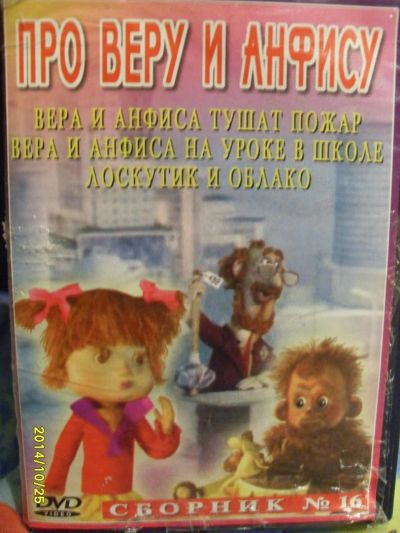 ПРО ВЕРУ И АНФИСУ
ВЕРА И АНФИСА ТУШАТ ПОЖАР
ВЕРА И АНФИСА НА УРОКЕ В ШКОЛЕ
ЛОСКУТИК И ОБЛАКО
2014/10/25
DVD
VIDEO
СБОРНИК № 16